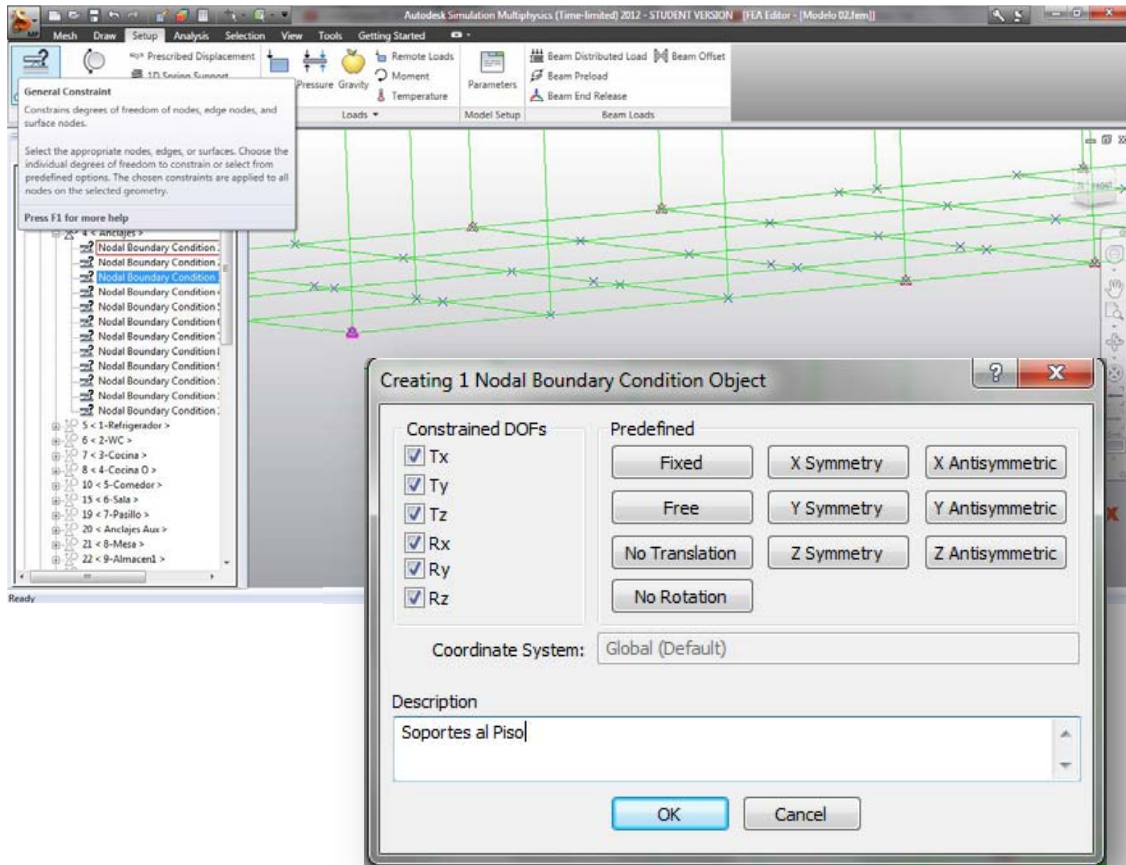 Autodesk Simulation Multiphysics (Time-limited) 2012 - STUDENT VERSION - [FEA Editor - [Modelo 02.fem]]
MP
Mesh Draw Setup Analysis Selection View Tools Getting Started
Prescribed Displacement
1D Spring Support
Pressure
Gravity
Remote Loads
Moment
Temperature
Parameters
Beam Distributed Load
Beam Offset
Beam Preload
Beam End Release
Loads
Model Setup
Beam Loads
General Constraint
Constrains degrees of freedom of nodes, edge nodes, and
surface nodes.
Select the appropriate nodes, edges, or surfaces. Choose the
individual degrees of freedom to constrain or select from
predefined options. The chosen constraints are applied to all
nodes on the selected geometry.
Press F1 for more help
4 < Anclajes >
Nodal Boundary Condition
Nodal Boundary Condition
Nodal Boundary Condition
Nodal Boundary Condition
Nodal Boundary Condition
Nodal Boundary Condition
Nodal Boundary Condition
Nodal Boundary Condition
Nodal Boundary Condition
Nodal Boundary Condition
Nodal Boundary Condition
Nodal Boundary Condition
5 < 1-Refrigerador >
6 < 2-WC >
7 < 3-Cocina >
8 < 4-Cocina O >
10 < 5-Comedor >
15 < 6-Sala >
19 < 7-Pasillo >
20 < Anclajes Aux >
21 < 8-Mesa >
22 < 9-Almacen1 >
Ready
FRONT
Creating 1 Nodal Boundary Condition Object
Constrained DOFs
Tx
Ty
Tz
Rx
Ry
Rz
Predefined
Fixed X Symmetry X Antisymmetric
Free Y Symmetry Y Antisymmetric
No Translation Z Symmetry Z Antisymmetric
No Rotation
Coordinate System: Global (Default)
Description
Soportes al Piso
OK Cancel